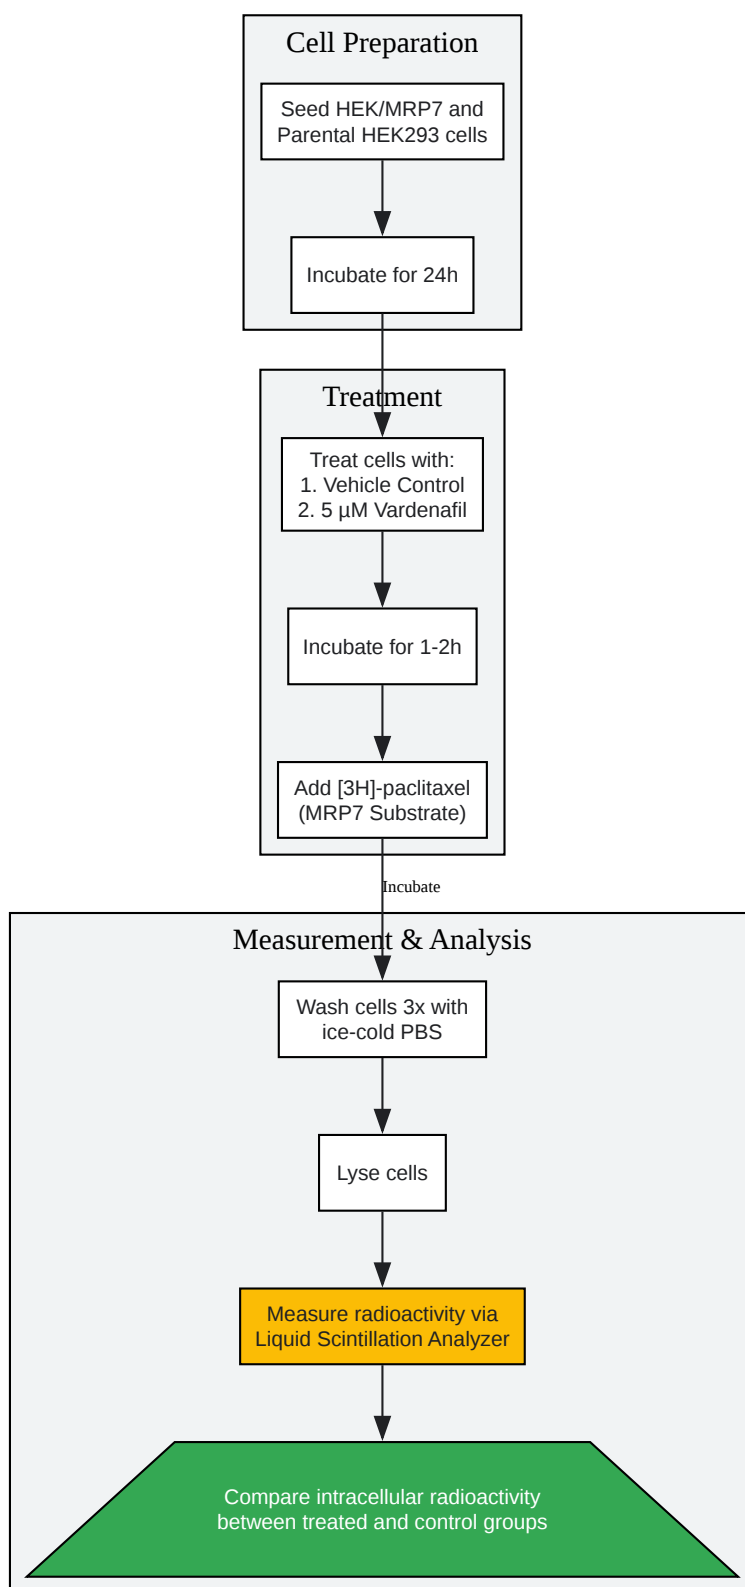 Cell Preparation
Seed HEK/MRP7 and
Parental HEK293 cells
Incubate for 24h
Treatment
Treat cells with:
1. Vehicle Control
2. 5 µM Vardenafil
Incubate for 1-2h
Add [3H]-paclitaxel
(MRP7 Substrate)
Incubate
Measurement & Analysis
Wash cells 3x with
ice-cold PBS
Lyse cells
Measure radioactivity via
Liquid Scintillation Analyzer
Compare intracellular radioactivity
between treated and control groups